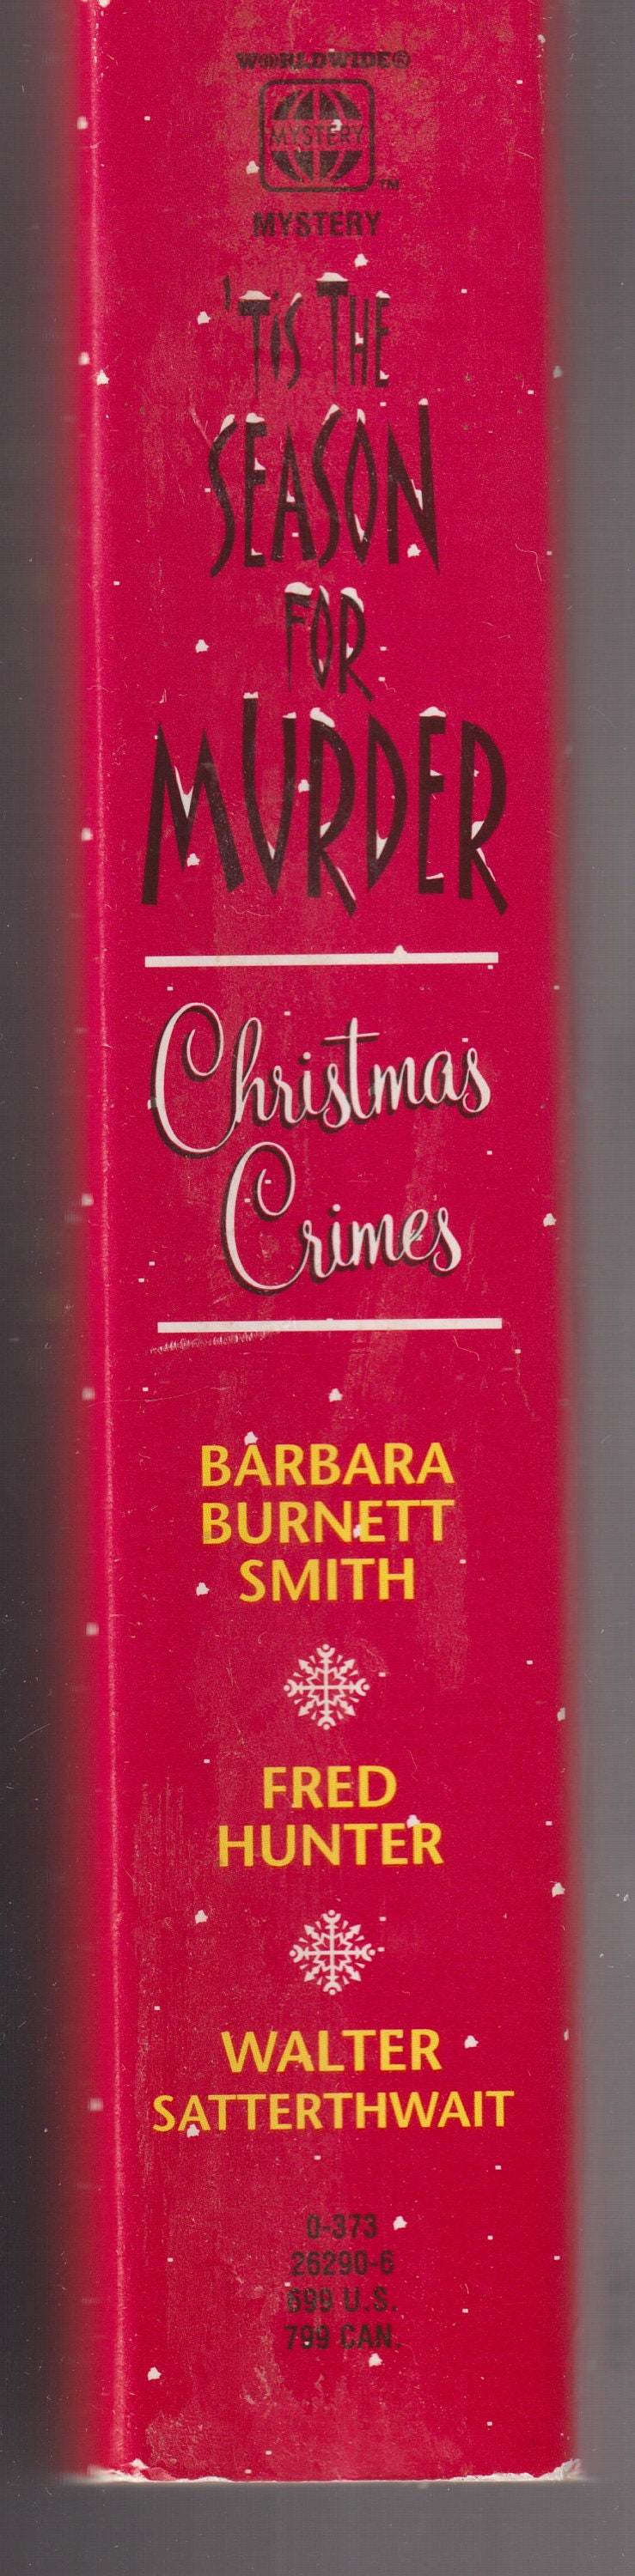 WORLDWIDE®
MYSTERY
™
MYSTERY
'TIS THE
SEASON
FOR
MURDER
Christmas
Crimes
BARBARA
BURNETT
SMITH
FRED
HUNTER
WALTER
SATTERTHWAIT
0-373
26290-6
699 U.S.
799 CAN.